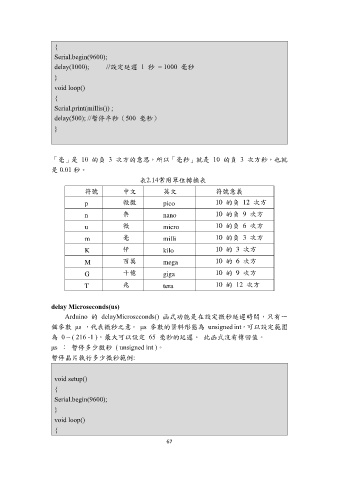 {
Serial.begin(9600);
delay(1000);      //設定延遲 1 秒 = 1000 毫秒
}
void loop()
{
Serial.print(millis()) ;
delay(500); //暫停半秒（500 毫秒）
}
「毫」是 10 的負 3 次方的意思，所以「毫秒」就是 10 的負 3 次方秒，也就
是 0.01 秒。
表2.14常用單位轉換表
符號 中文 英文 符號意義
p 微微 pico 10 的負 12 次方
n 奈 nano 10 的負 9 次方
u 微 micro 10 的負 6 次方
m 毫 milli 10 的負 3 次方
K 仟 kilo 10 的 3 次方
M 百萬 mega 10 的 6 次方
G 十億 giga 10 的 9 次方
T 兆 tera 10 的 12 次方
delay Microseconds(us)
Arduino 的 delayMicroseconds() 函式功能是在設定微秒延遲時間，只有一
個參數 μs ，代表微秒之意。 μs 參數的資料形態為 unsigned int，可以設定範圍
為 0 – ( 216 -1 )，最大可以設定 65 毫秒的延遲。 此函式沒有傳回值。
μs ： 暫停多少微秒 ( unsigned int )。
暫停晶片執行多少微秒範例:
void setup()
{
Serial.begin(9600);
}
void loop()
{
67